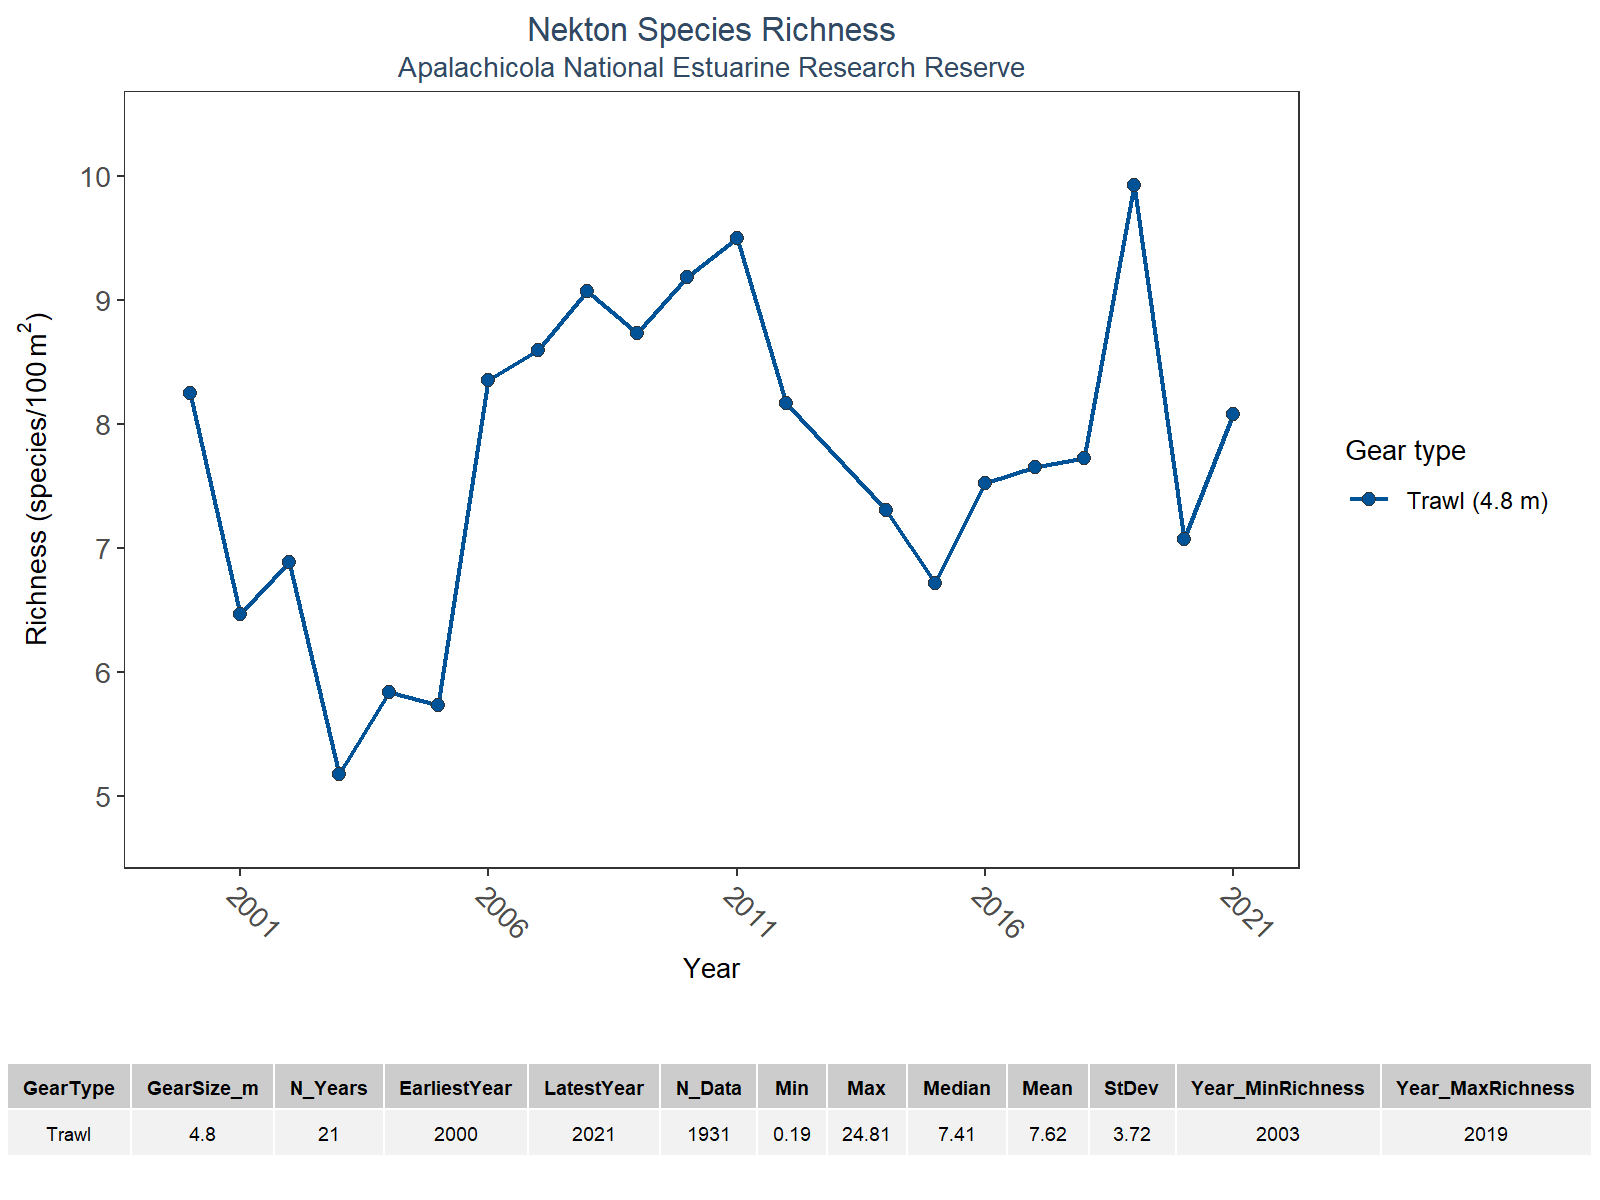 Nekton Species Richness
Apalachicola National Estuarine Research Reserve
Richness (species/100 m²)
10
9
8
7
6
5
2001 2006 2011 2016 2021
Year
Gear type
Trawl (4.8 m)
GearType GearSize_m N_Years EarliestYear LatestYear N_Data Min Max Median Mean StDev Year_MinRichness Year_MaxRichness
Trawl 4.8 21 2000 2021 1931 0.19 24.81 7.41 7.62 3.72 2003 2019